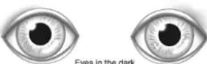 Eyes in the dark